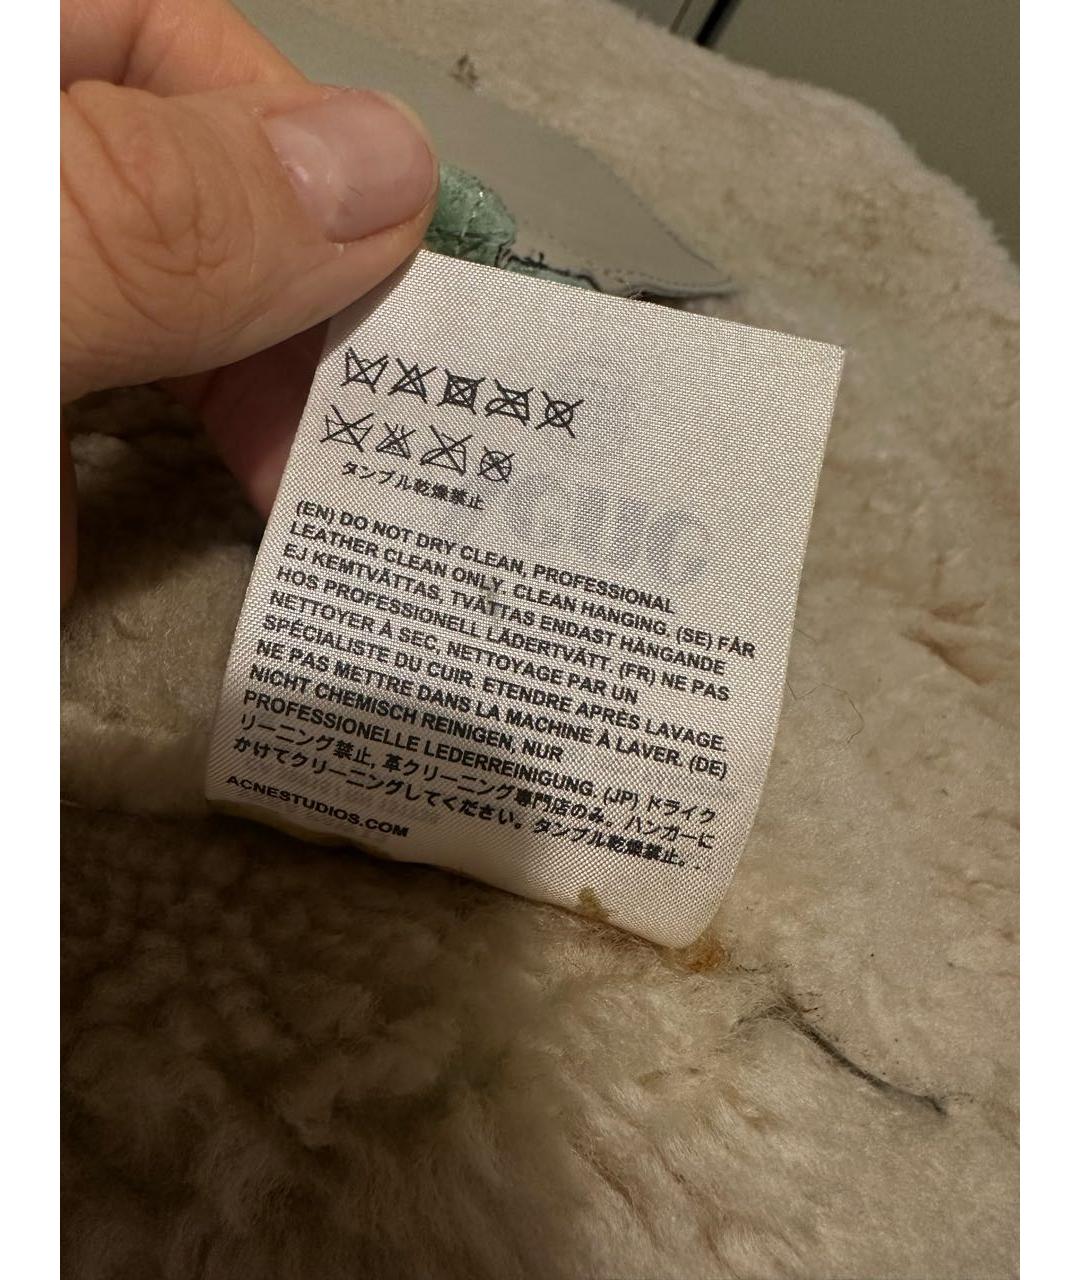 タンブル乾燥禁止
(EN) DO NOT DRY CLEAN, PROFESSIONAL
LEATHER CLEAN ONLY. CLEAN HANGING, (SE) FÅR
EJ KEMTVÄTTAS, TVÄTTAS ENDAST HÄNGANDE
HOS PROFESSIONELL LÄDERTVÄTT. (FR) NE PAS
NETTOYER À SEC, NETTOYAGE PAR UN
SPÉCIALISTE DU CUIR. ETENDRE APRÈS LAVAGE.
NE PAS METTRE DANS LA MACHINE À LAVER. (DE)
NICHT CHEMISCH REINIGEN, NUR
PROFESSIONELLE LEDERREINIGUNG, (JP) ドライク
リーニング禁止, 革クリーニング専門店のみ。ハンガーに
かけてクリーニングしてください。タンブル乾燥禁止。.
ACNESTUDIOS.COM